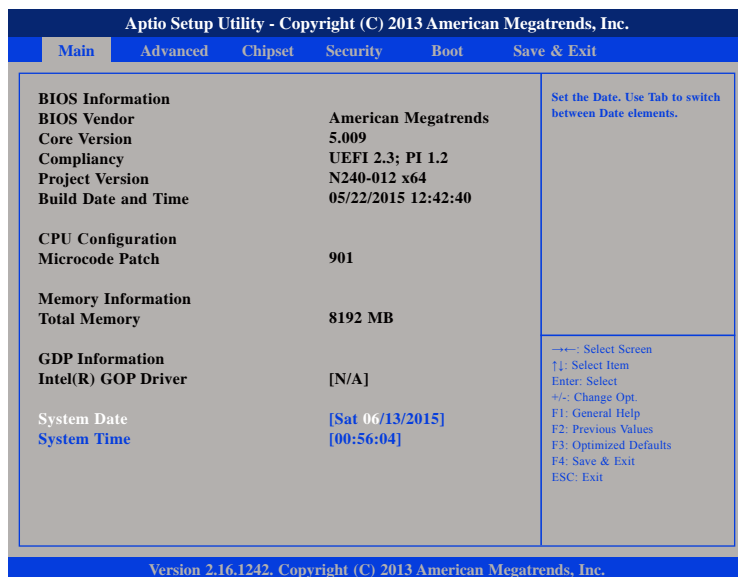 Aptio Setup Utility - Copyright (C) 2013 American Megatrends, Inc.
Main Advanced Chipset Security Boot Save & Exit
BIOS Information
BIOS Vendor American Megatrends
Core Version 5.009
Compliancy UEFI 2.3; PI 1.2
Project Version N240-012 x64
Build Date and Time 05/22/2015 12:42:40
CPU Configuration
Microcode Patch 901
Memory Information
Total Memory 8192 MB
GDP Information
Intel(R) GOP Driver [N/A]
System Date [Sat 06/13/2015]
System Time [00:56:04]
Set the Date. Use Tab to switch
between Date elements.
→←: Select Screen
↑↓: Select Item
Enter: Select
+/-: Change Opt.
F1: General Help
F2: Previous Values
F3: Optimized Defaults
F4: Save & Exit
ESC: Exit
Version 2.16.1242. Copyright (C) 2013 American Megatrends, Inc.